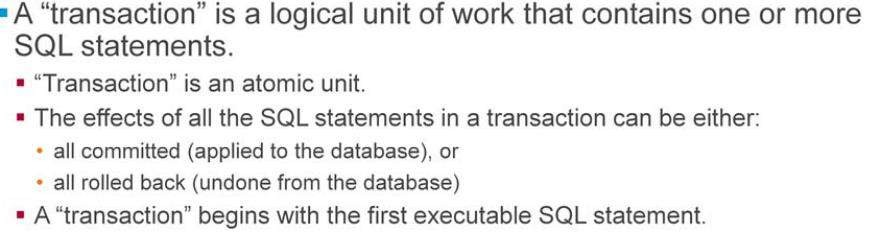 ▪ A “transaction” is a logical unit of work that contains one or more
SQL statements.
▪ “Transaction” is an atomic unit.
▪ The effects of all the SQL statements in a transaction can be either:
• all committed (applied to the database), or
• all rolled back (undone from the database)
▪ A “transaction” begins with the first executable SQL statement.